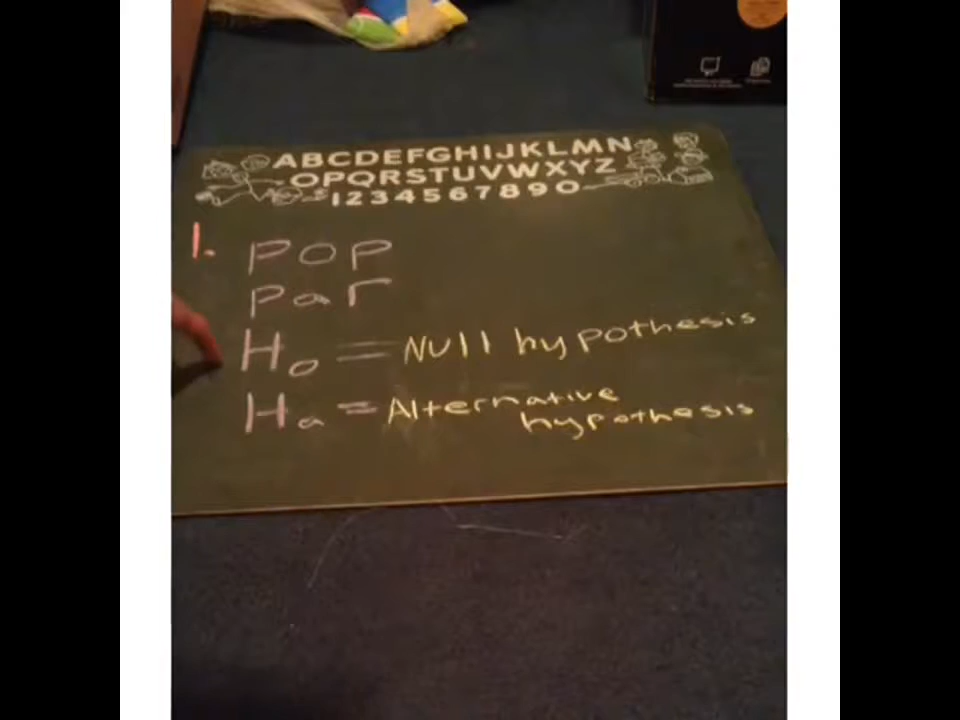 ABCDEFGHIJKLMN
OPQRSTUVWXYZ
1234567890
1. POP
Par
Ho = Null hypothesis
Ha = Alternative
hypothesis